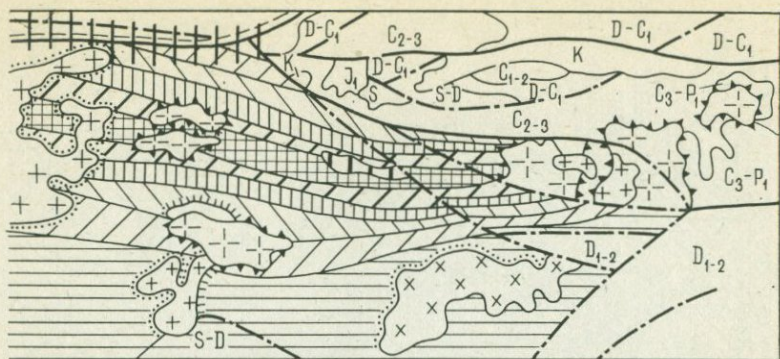 D-C₁
C₂₋₃
D-C₁
D-C₁
K
J₁
D-C₁
S
S-D
C₁₋₂
D-C₁
K
C₃-P₁
C₂₋₃
C₃-P₁
D₁₋₂
D₁₋₂
S-D